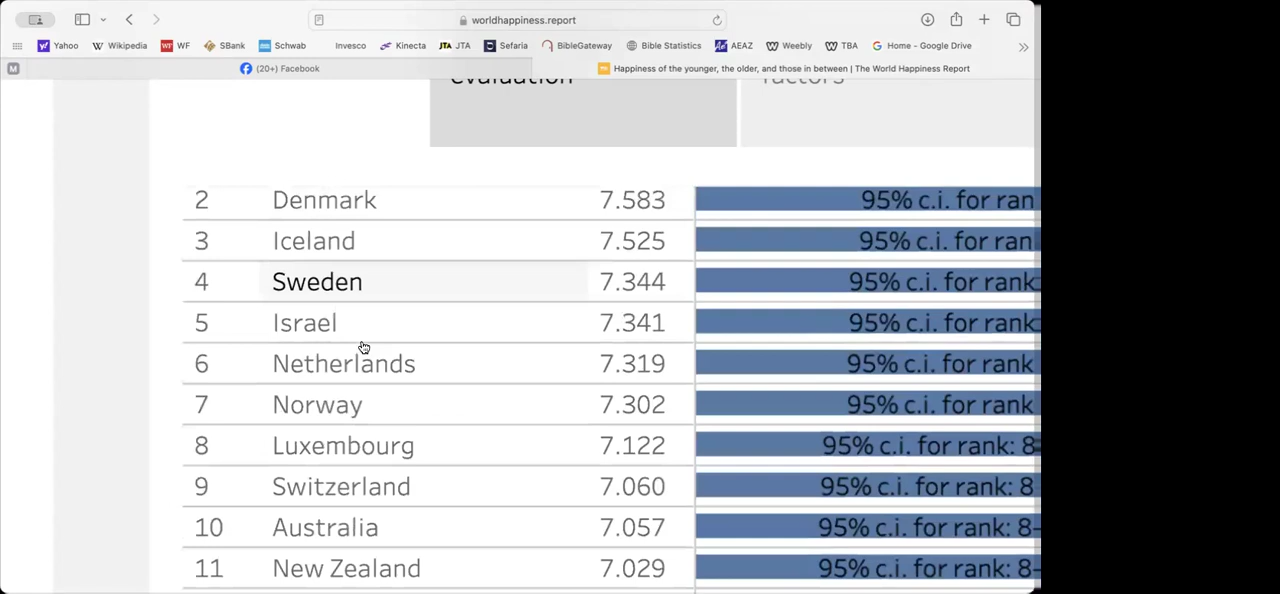 worldhappiness.report
Yahoo Wikipedia WF SBank Schwab Invesco Kinecta JTA JTA Sefaria BibleGateway Bible Statistics AEAZ Weebly TBA Home - Google Drive
M (20+) Facebook Happiness of the younger, the older, and those in between | The World Happiness Report
evaluation factors
2 Denmark 7.583 95% c.i. for ran
3 Iceland 7.525 95% c.i. for ran
4 Sweden 7.344 95% c.i. for rank
5 Israel 7.341 95% c.i. for rank
6 Netherlands 7.319 95% c.i. for rank
7 Norway 7.302 95% c.i. for rank
8 Luxembourg 7.122 95% c.i. for rank: 8
9 Switzerland 7.060 95% c.i. for rank: 8
10 Australia 7.057 95% c.i. for rank: 8-
11 New Zealand 7.029 95% c.i. for rank: 8-